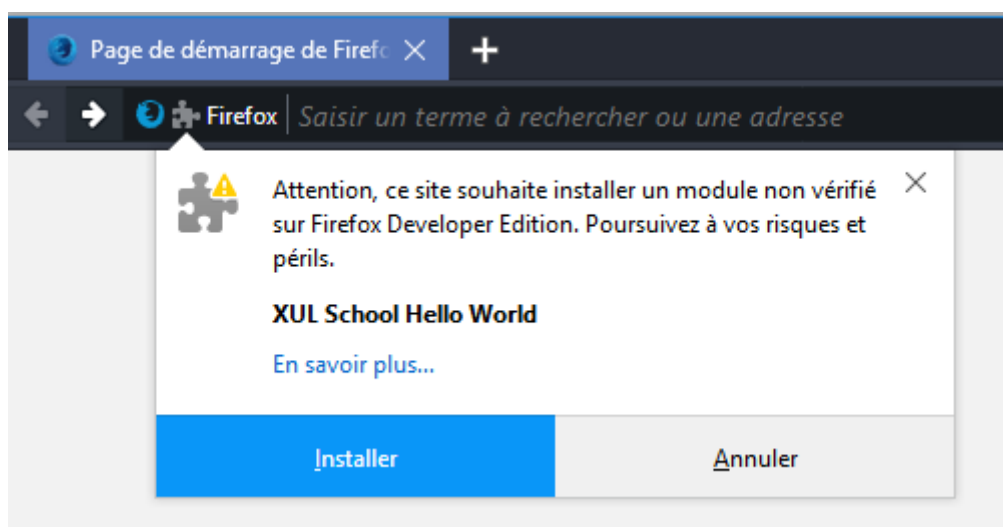 Page de démarrage de Firefo
Firefox Saisir un terme à rechercher ou une adresse
Attention, ce site souhaite installer un module non vérifié
sur Firefox Developer Edition. Poursuivez à vos risques et
périls.
XUL School Hello World
En savoir plus...
Installer Annuler